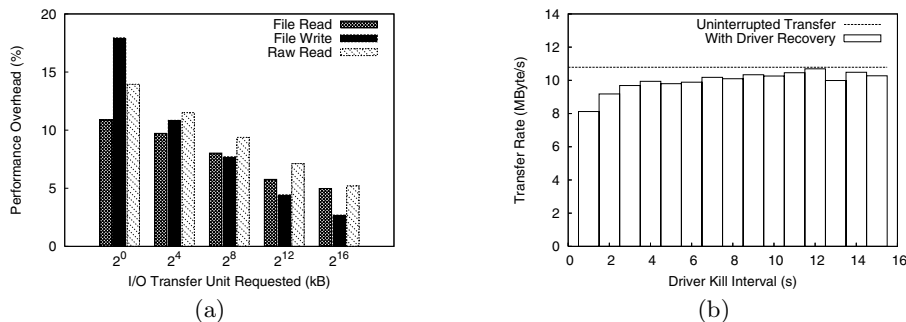 20
15
10
5
0
Performance Overhead (%)
File Read
File Write
Raw Read
2^0 2^4 2^8 2^12 2^16
I/O Transfer Unit Requested (kB)
(a)
14
12
10
8
6
4
2
0
Transfer Rate (MByte/s)
Uninterrupted Transfer
With Driver Recovery
0 2 4 6 8 10 12 14 16
Driver Kill Interval (s)
(b)